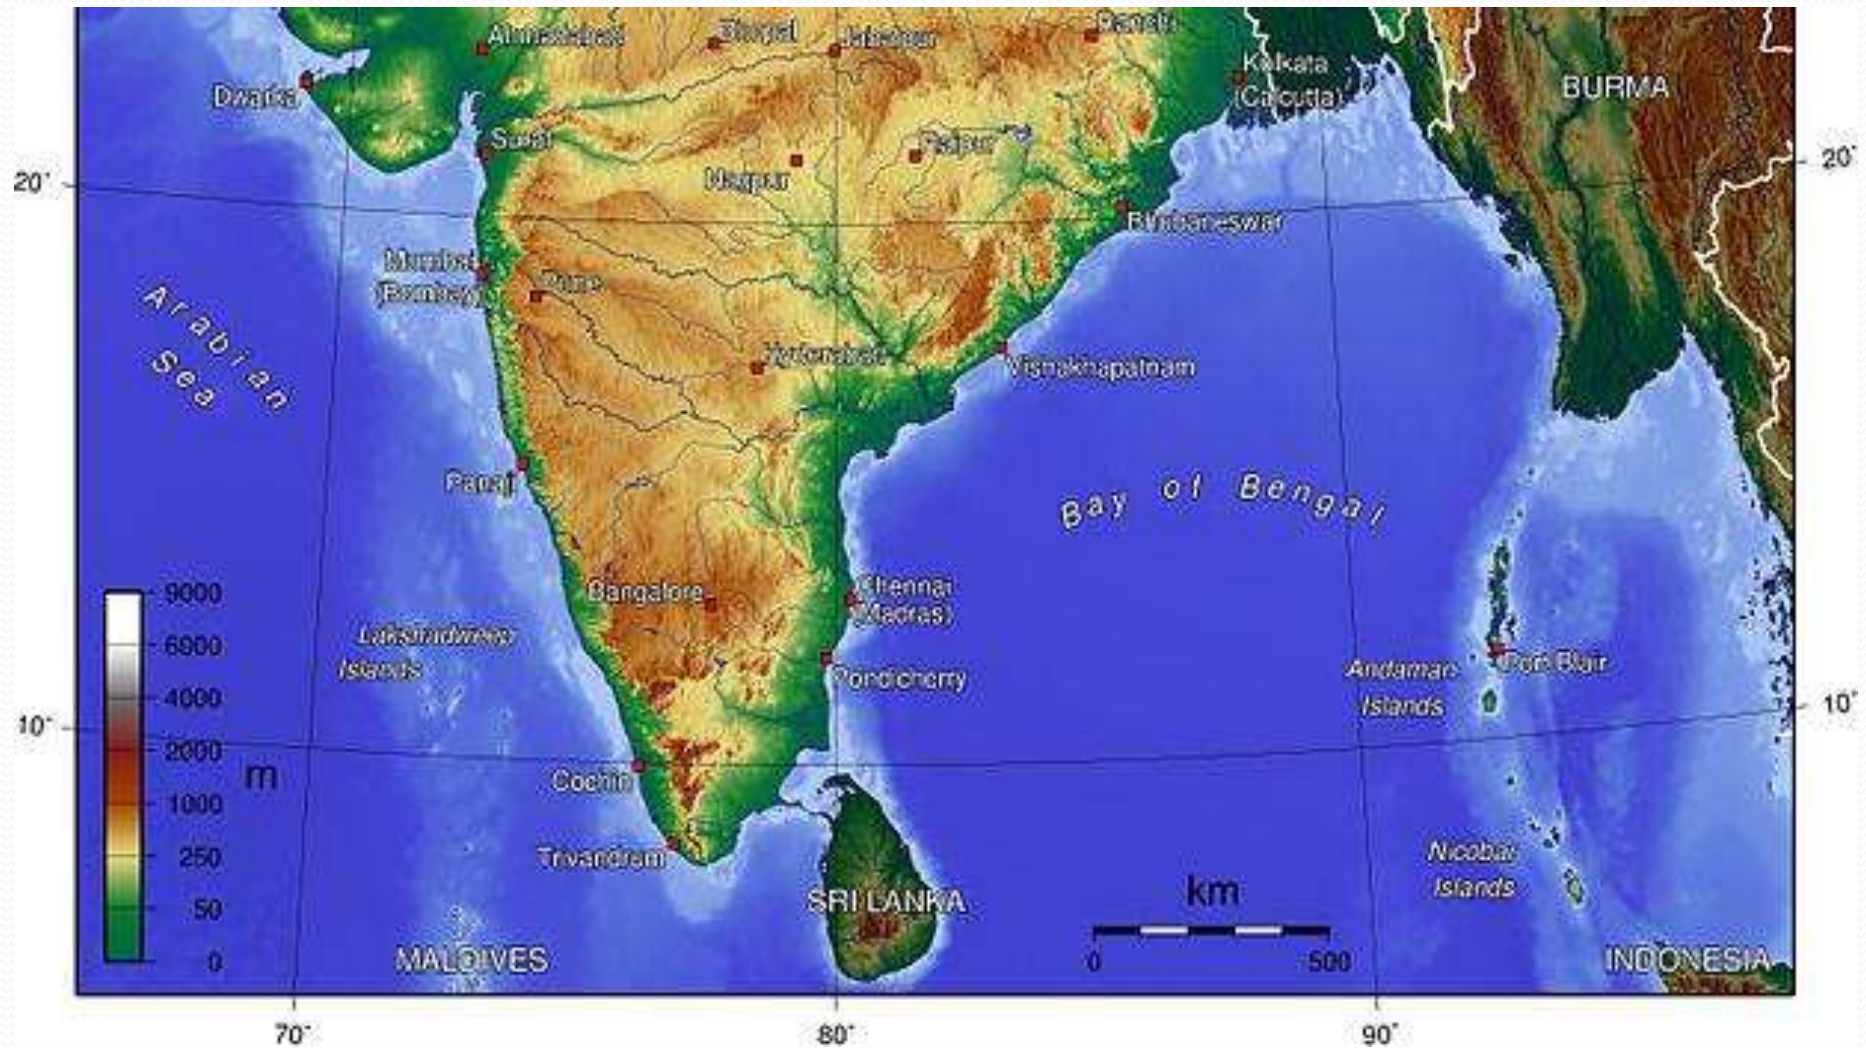 Ahmadabad
Bhopal
Jabalpur
Ranchi
Dwarka
Kolkata
(Calcutta)
BURMA
Surat
Raipur
Nagpur
20°
20°
Bhubaneswar
Mumbai
(Bombay)
Pune
Arabian
Sea
Hyderabad
Vishakhapatnam
Panaji
Bay of Bengal
9000
6000
4000
2000
1000
250
50
0
m
Bangalore
Chennai
(Madras)
Lakshadweep
Islands
Pondicherry
Andaman
Islands
Port Blair
10°
10°
Cochin
Trivandrum
Nicobar
Islands
SRI LANKA
km
0
500
MALDIVES
INDONESIA
70°
80°
90°